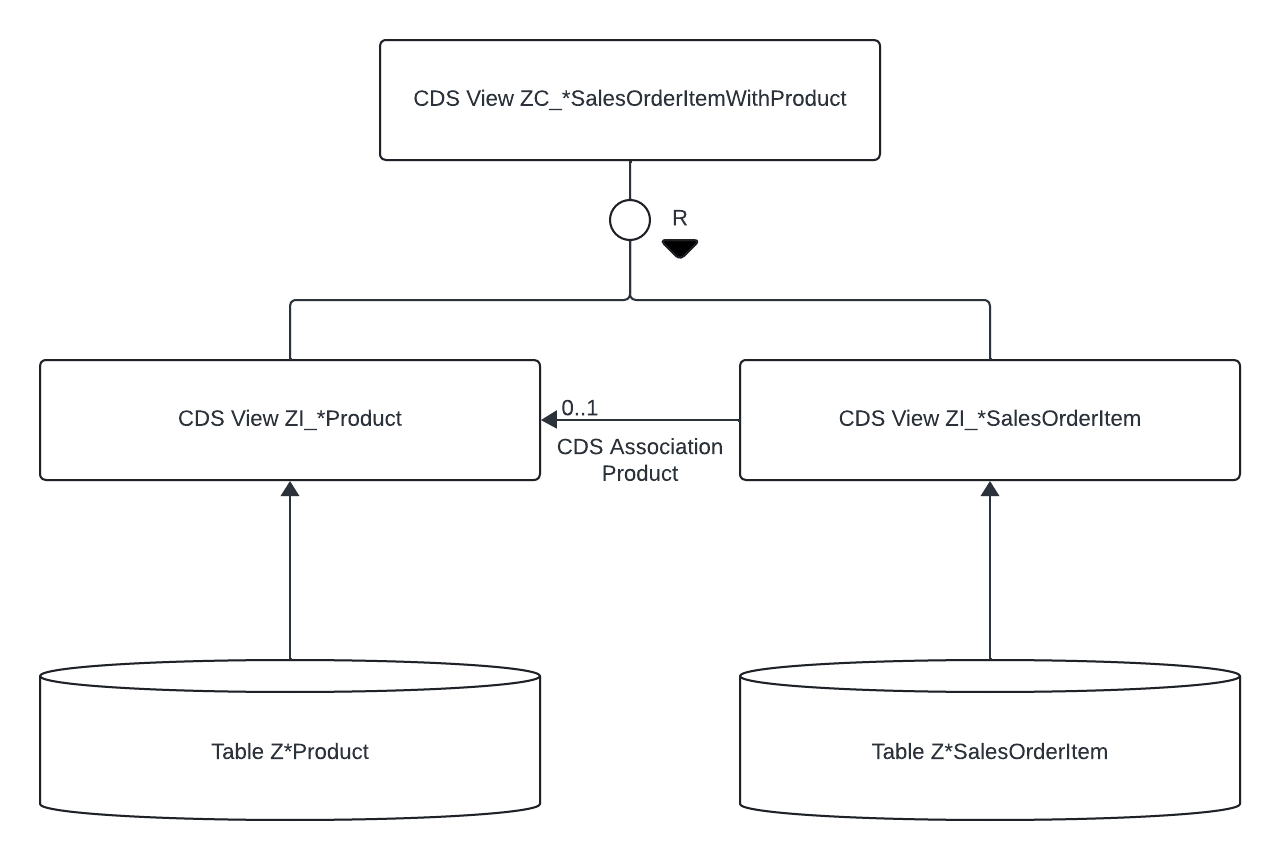 CDS View ZC_*SalesOrderItemWithProduct
R
CDS View ZI_*Product
0..1
CDS Association
Product
CDS View ZI_*SalesOrderItem
Table Z*Product
Table Z*SalesOrderItem